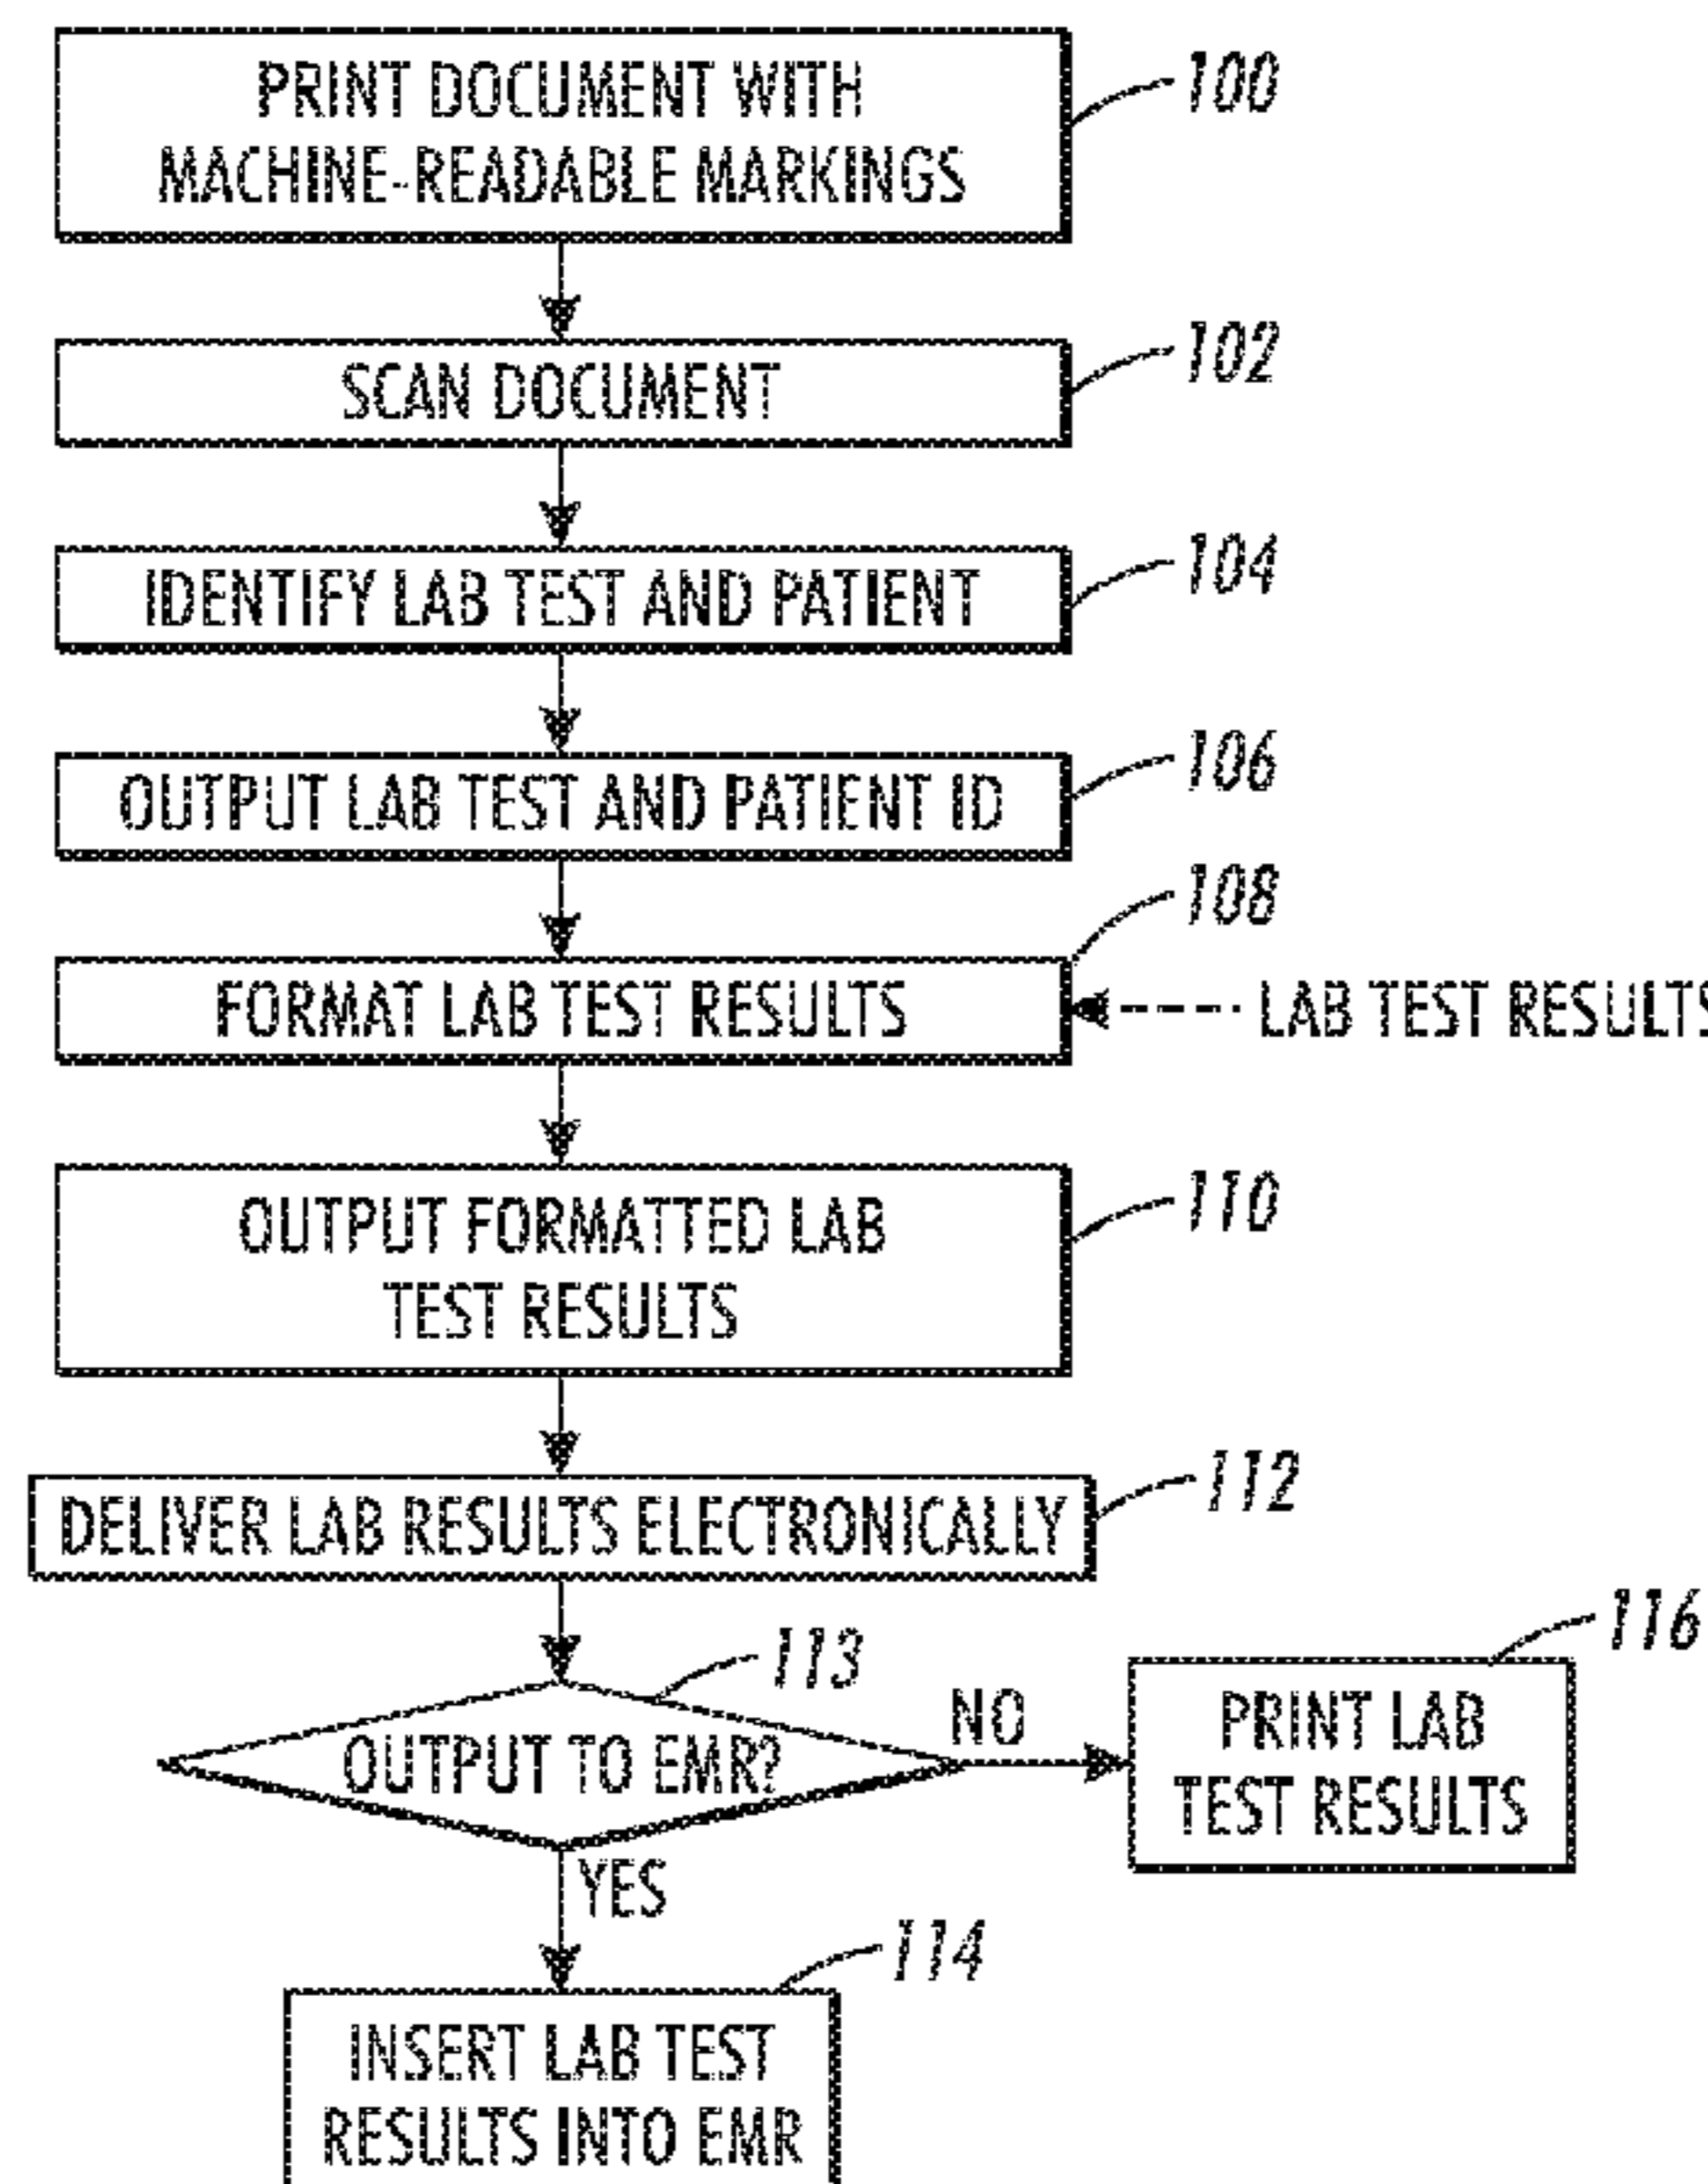 PRINT DOCUMENT WITH
MACHINE-READABLE MARKINGS
100
SCAN DOCUMENT
102
IDENTIFY LAB TEST AND PATIENT
104
OUTPUT LAB TEST AND PATIENT ID
106
108
FORMAT LAB TEST RESULTS
LAB TEST RESULTS
OUTPUT FORMATTED LAB
TEST RESULTS
110
DELIVER LAB RESULTS ELECTRONICALLY
112
113
116
OUTPUT TO EMR?
NO
PRINT LAB
TEST RESULTS
YES
114
INSERT LAB TEST
RESULTS INTO EMR